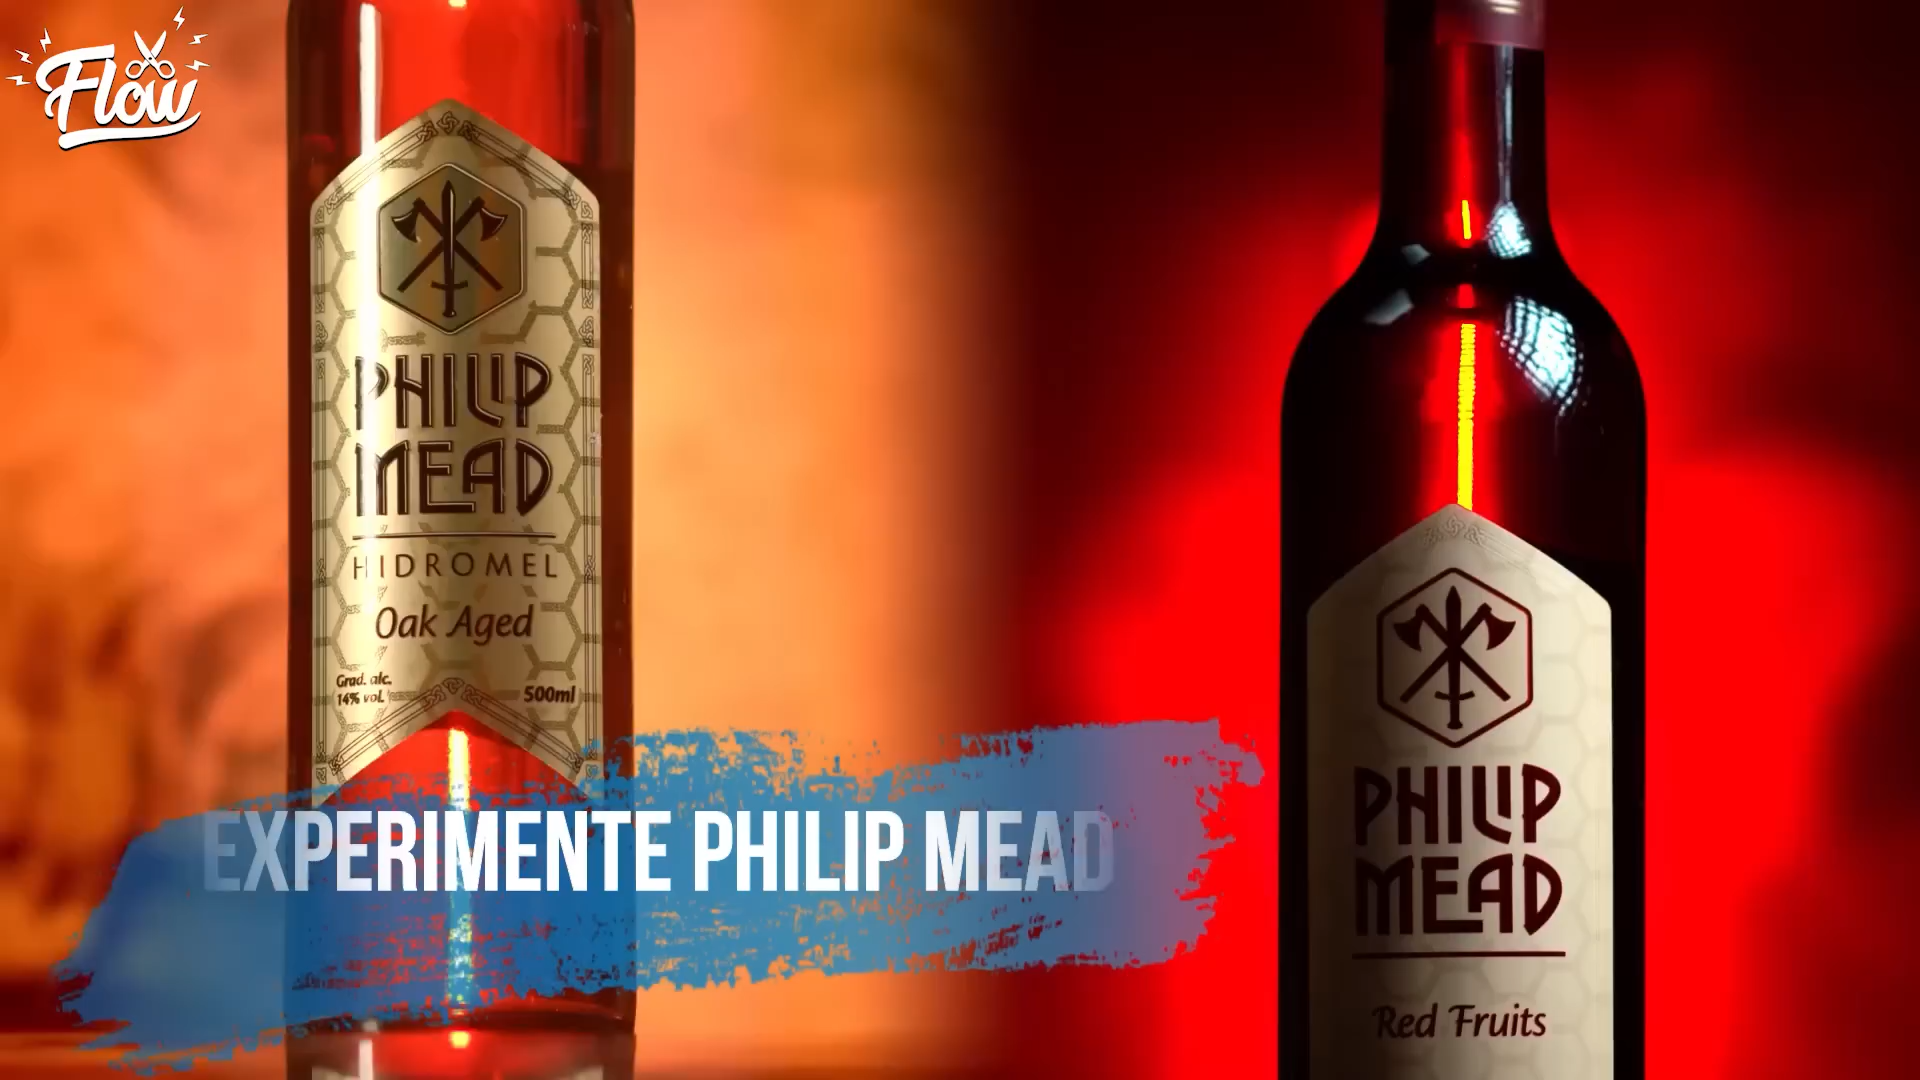 Flow
PHILIP
MEAD
HIDROMEL
Oak Aged
Grad. alc.
14% vol.
500ml
EXPERIMENTE PHILIP MEAD
PHILIP
MEAD
Red Fruits